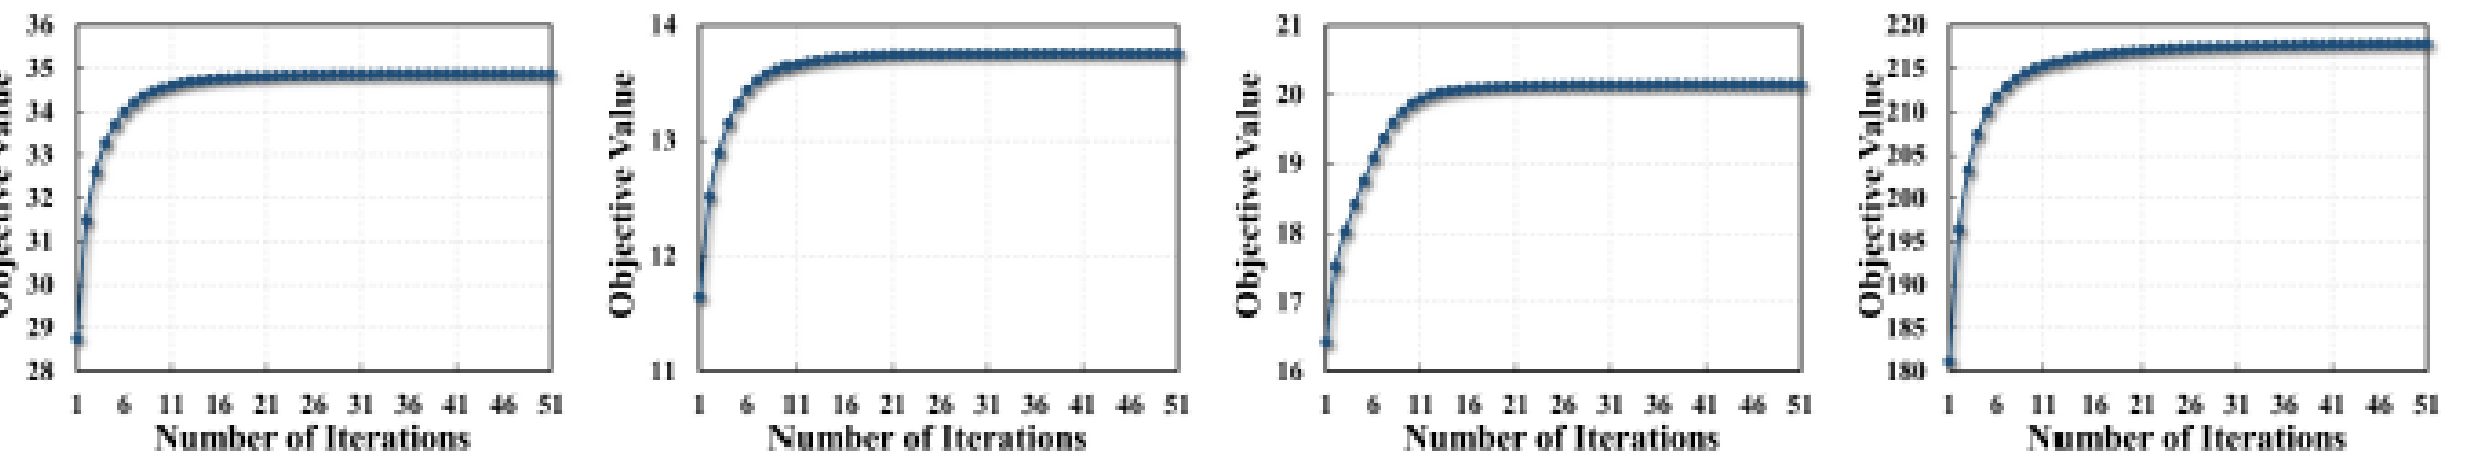 36
35
34
33
32
31
30
29
28
Objective Value
1 6 11 16 21 26 31 36 41 46 51
Number of Iterations
14
13
12
11
Objective Value
1 6 11 16 21 26 31 36 41 46 51
Number of Iterations
21
20
19
18
17
16
Objective Value
1 6 11 16 21 26 31 36 41 46 51
Number of Iterations
220
215
210
205
200
195
190
185
180
Objective Value
1 6 11 16 21 26 31 36 41 46 51
Number of Iterations